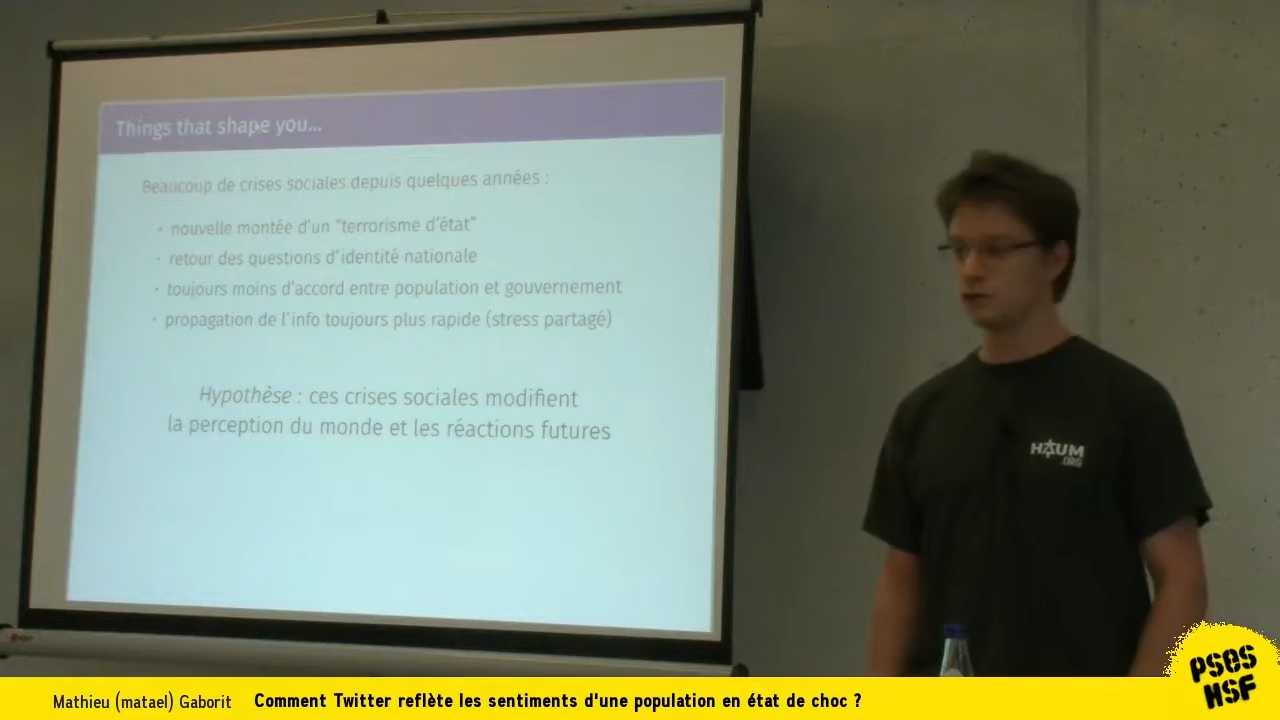 Things that shape you...
Beaucoup de crises sociales depuis quelques années :
· nouvelle montée d'un "terrorisme d'état"
· retour des questions d'identité nationale
· toujours moins d'accord entre population et gouvernement
· propagation de l'info toujours plus rapide (stress partagé)
Hypothèse : ces crises sociales modifient
la perception du monde et les réactions futures
HAUM
.ORG
PSES
HSF
Mathieu (matael) Gaborit Comment Twitter reflète les sentiments d'une population en état de choc ?